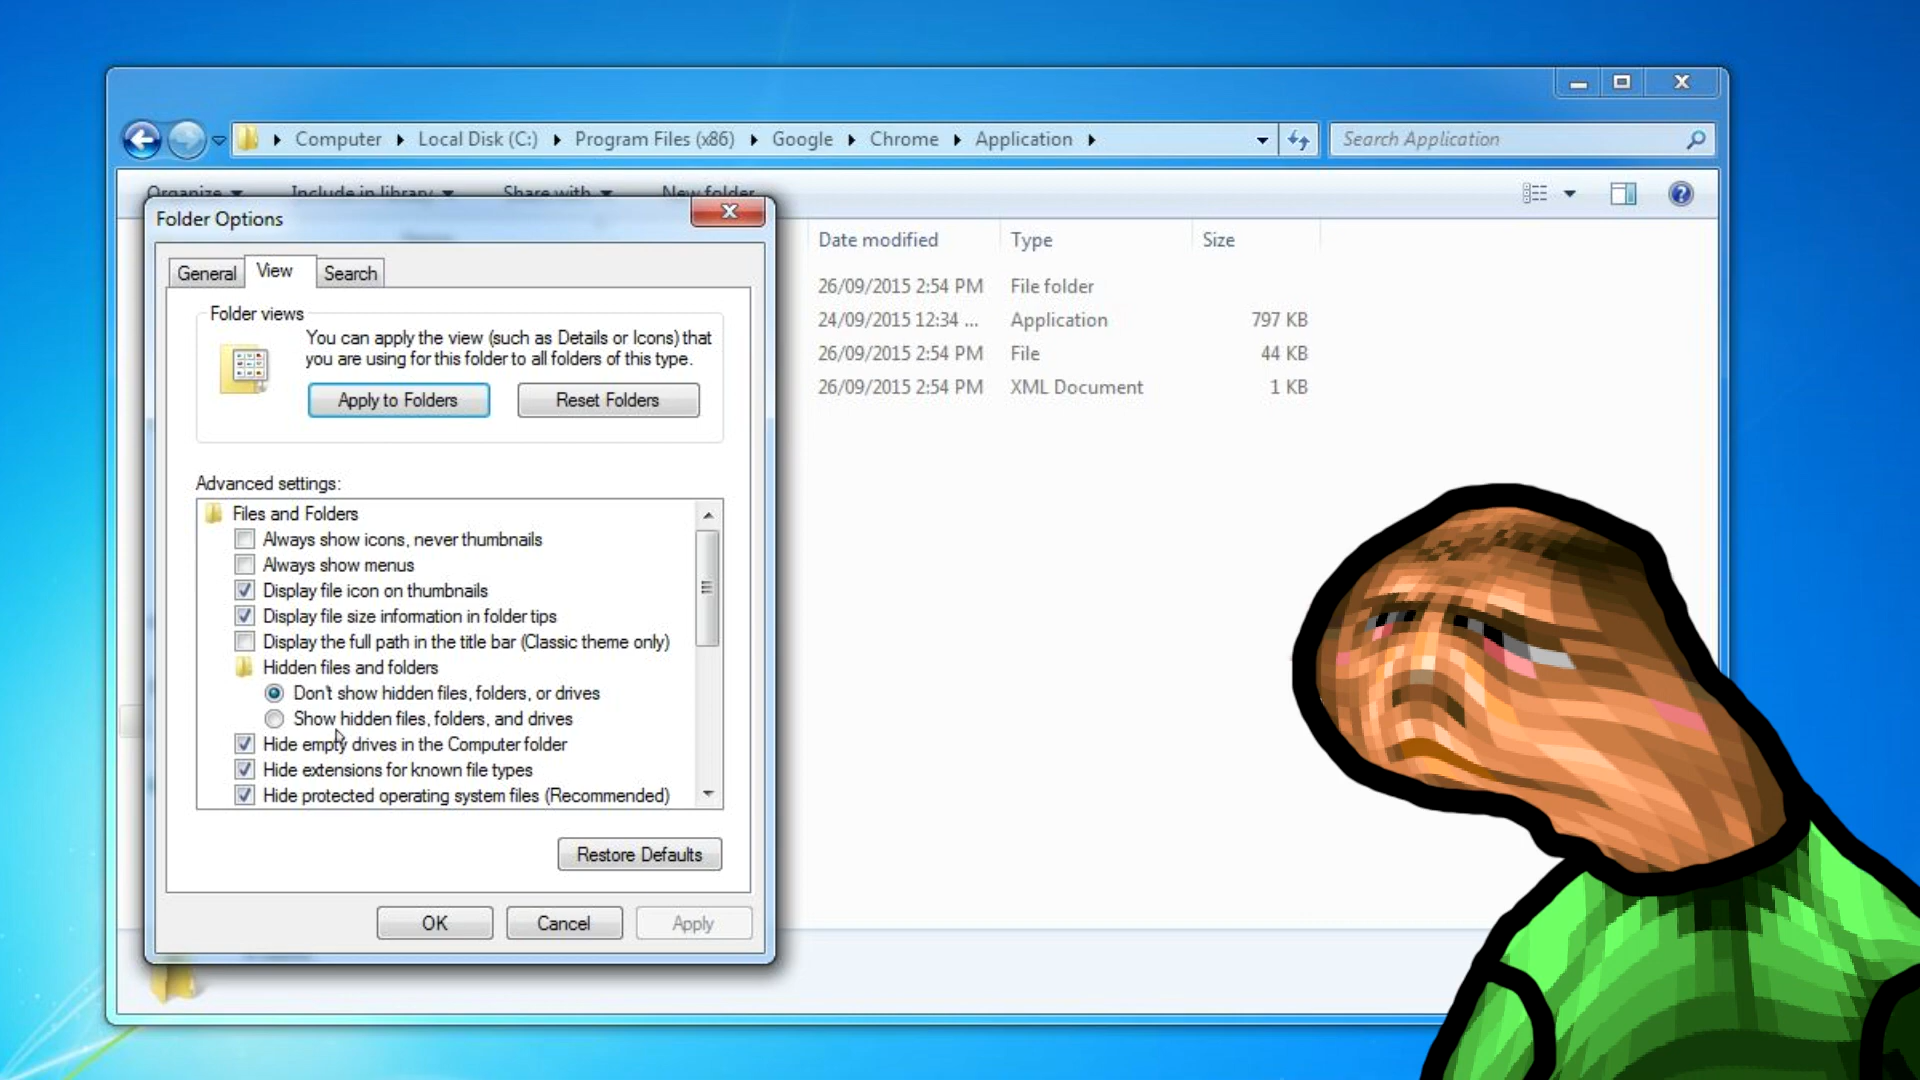 Computer Local Disk (C:) Program Files (x86) Google Chrome Application
Search Application
Organize Include in library Share with New folder
Folder Options
General View Search
Folder views
You can apply the view (such as Details or Icons) that
you are using for this folder to all folders of this type.
Apply to Folders Reset Folders
Advanced settings:
Files and Folders
Always show icons, never thumbnails
Always show menus
Display file icon on thumbnails
Display file size information in folder tips
Display the full path in the title bar (Classic theme only)
Hidden files and folders
Don't show hidden files, folders, or drives
Show hidden files, folders, and drives
Hide empty drives in the Computer folder
Hide extensions for known file types
Hide protected operating system files (Recommended)
Restore Defaults
OK Cancel Apply
Date modified Type Size
26/09/2015 2:54 PM File folder
24/09/2015 12:34 ... Application 797 KB
26/09/2015 2:54 PM File 44 KB
26/09/2015 2:54 PM XML Document 1 KB